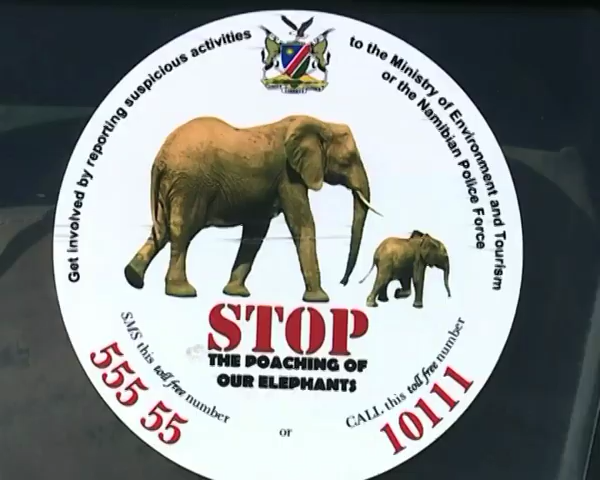 Get involved by reporting suspicious activities
to the Ministry of Environment and Tourism
or the Namibian Police Force
STOP
THE POACHING OF
OUR ELEPHANTS
SMS this toll free number
555 55
or
CALL this toll free number
10111